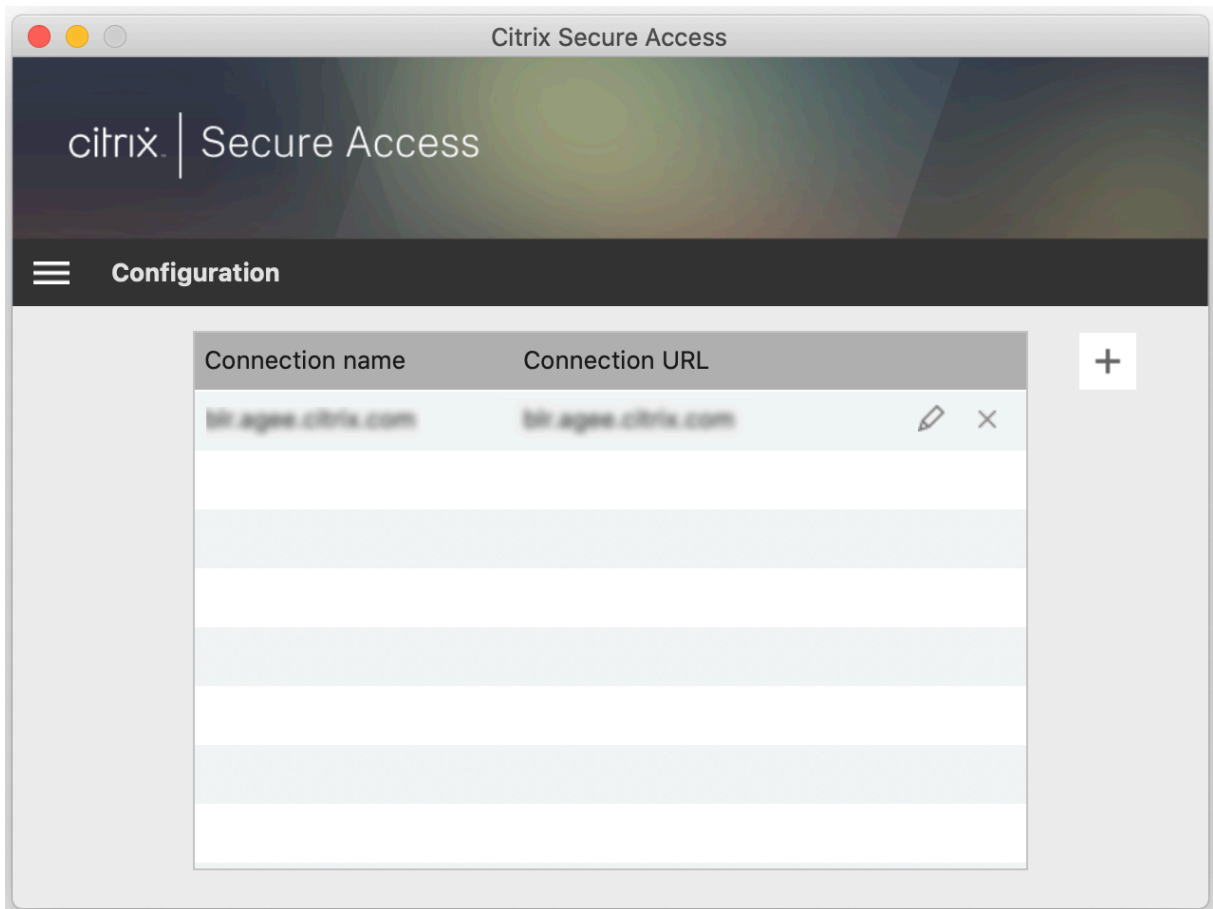 Citrix Secure Access
citrix. | Secure Access
Configuration
Connection name Connection URL